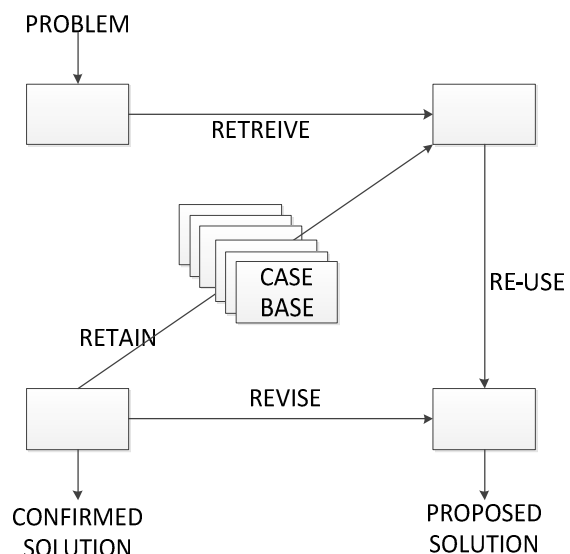 PROBLEM
RETREIVE
CASE
BASE
RE-USE
RETAIN
REVISE
CONFIRMED
SOLUTION
PROPOSED
SOLUTION